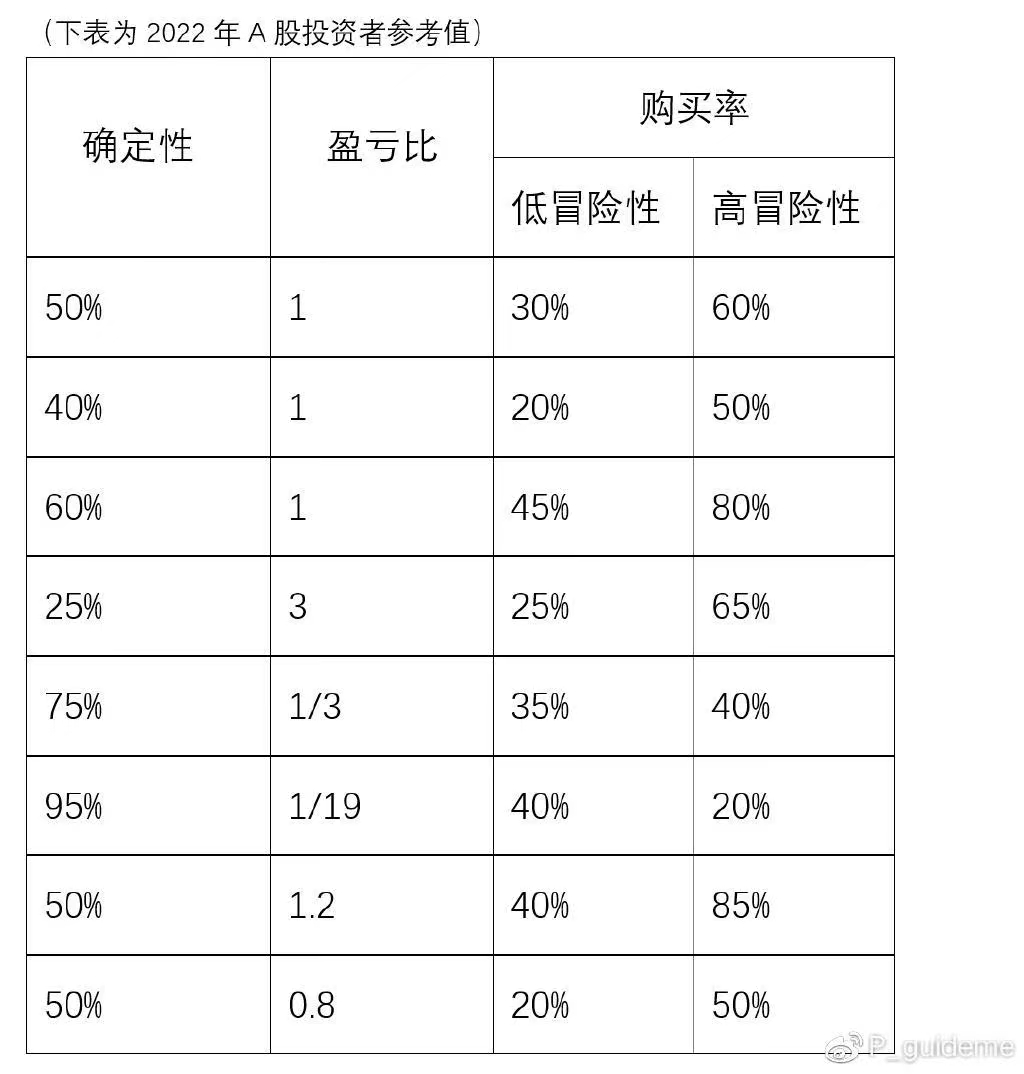 （下表为 2022 年 A 股投资者参考值）
确定性 盈亏比 购买率
低冒险性 高冒险性
50% 1 30% 60%
40% 1 20% 50%
60% 1 45% 80%
25% 3 25% 65%
75% 1/3 35% 40%
95% 1/19 40% 20%
50% 1.2 40% 85%
50% 0.8 20% 50%
P_guideme